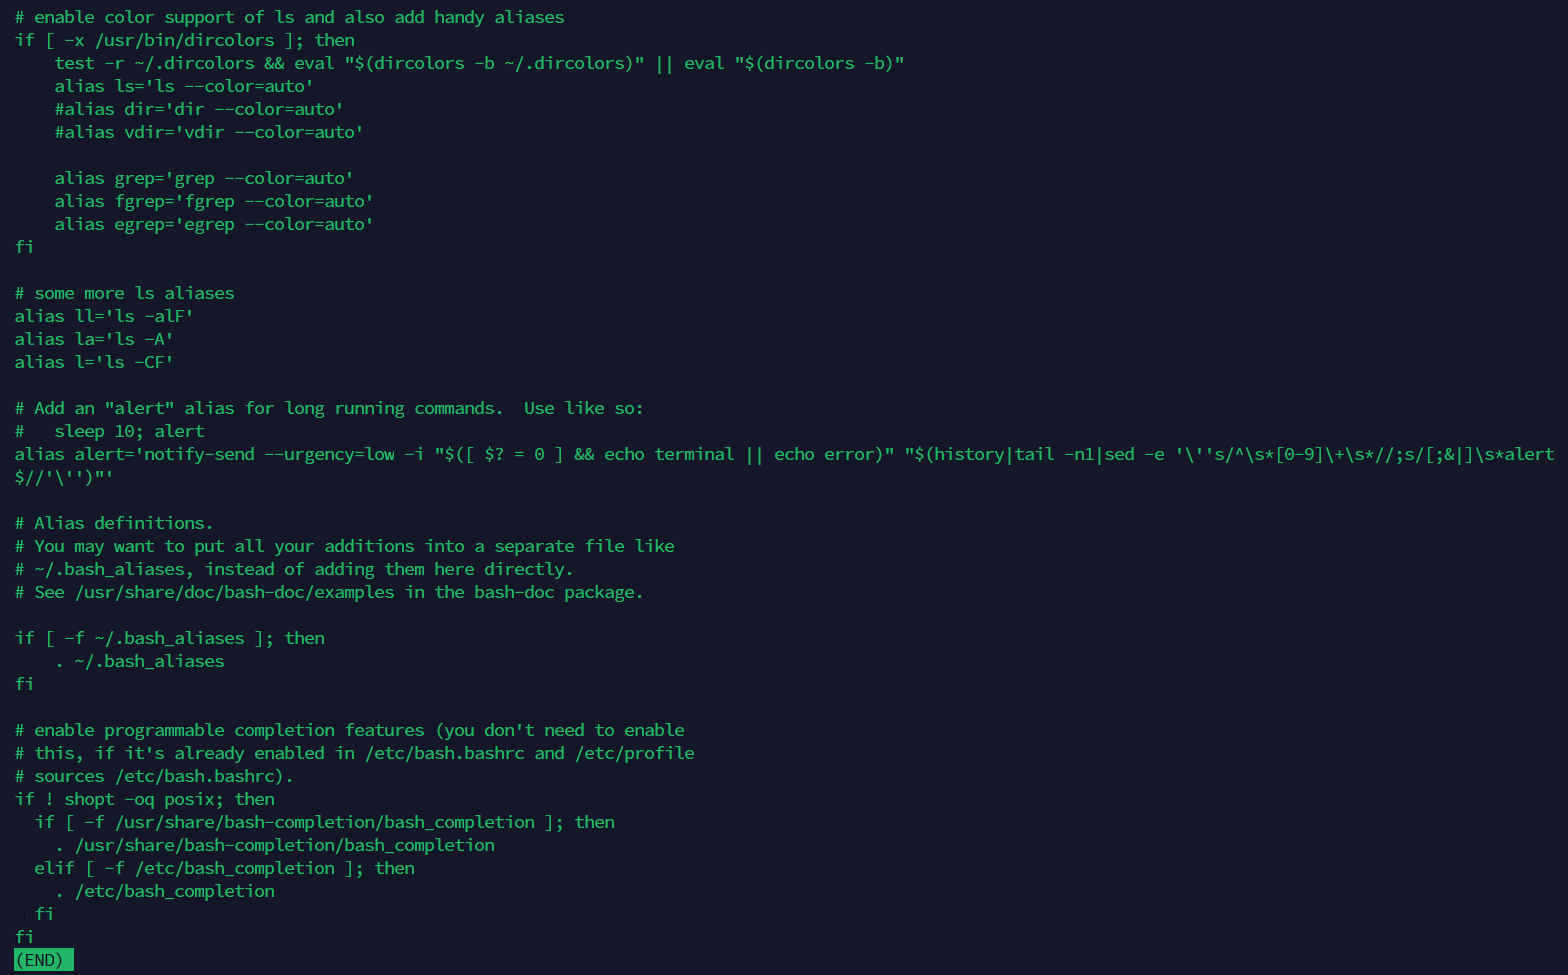 # enable color support of ls and also add handy aliases
if [ -x /usr/bin/dircolors ]; then
    test -r ~/.dircolors && eval "$(dircolors -b ~/.dircolors)" || eval "$(dircolors -b)"
    alias ls='ls --color=auto'
    #alias dir='dir --color=auto'
    #alias vdir='vdir --color=auto'

    alias grep='grep --color=auto'
    alias fgrep='fgrep --color=auto'
    alias egrep='egrep --color=auto'
fi

# some more ls aliases
alias ll='ls -alF'
alias la='ls -A'
alias l='ls -CF'

# Add an "alert" alias for long running commands.  Use like so:
#   sleep 10; alert
alias alert='notify-send --urgency=low -i "$([ $? = 0 ] && echo terminal || echo error)" "$(history|tail -n1|sed -e '\''s/^\s*[0-9]\+\s*//;s/[;&|]\s*alert
$//'\'')"'

# Alias definitions.
# You may want to put all your additions into a separate file like
# ~/.bash_aliases, instead of adding them here directly.
# See /usr/share/doc/bash-doc/examples in the bash-doc package.

if [ -f ~/.bash_aliases ]; then
    . ~/.bash_aliases
fi

# enable programmable completion features (you don't need to enable
# this, if it's already enabled in /etc/bash.bashrc and /etc/profile
# sources /etc/bash.bashrc).
if ! shopt -oq posix; then
  if [ -f /usr/share/bash-completion/bash_completion ]; then
    . /usr/share/bash-completion/bash_completion
  elif [ -f /etc/bash_completion ]; then
    . /etc/bash_completion
  fi
fi
(END)